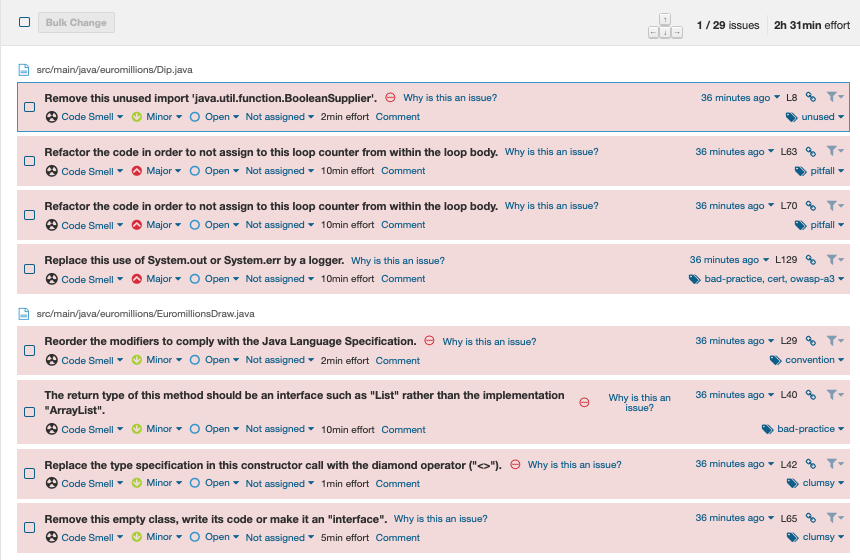 Bulk Change
1 / 29 issues 2h 31min effort
src/main/java/euromillions/Dip.java
Remove this unused import 'java.util.function.BooleanSupplier'. Why is this an issue? 36 minutes ago L8
Code Smell Minor Open Not assigned 2min effort Comment unused
Refactor the code in order to not assign to this loop counter from within the loop body. Why is this an issue? 36 minutes ago L63
Code Smell Major Open Not assigned 10min effort Comment pitfall
Refactor the code in order to not assign to this loop counter from within the loop body. Why is this an issue? 36 minutes ago L70
Code Smell Major Open Not assigned 10min effort Comment pitfall
Replace this use of System.out or System.err by a logger. Why is this an issue? 36 minutes ago L129
Code Smell Major Open Not assigned 10min effort Comment bad-practice, cert, owasp-a3
src/main/java/euromillions/EuromillionsDraw.java
Reorder the modifiers to comply with the Java Language Specification. Why is this an issue? 36 minutes ago L29
Code Smell Minor Open Not assigned 2min effort Comment convention
The return type of this method should be an interface such as "List" rather than the implementation
"ArrayList". Why is this an issue? 36 minutes ago L40
Code Smell Minor Open Not assigned 10min effort Comment bad-practice
Replace the type specification in this constructor call with the diamond operator ("<>"). Why is this an issue? 36 minutes ago L42
Code Smell Minor Open Not assigned 1min effort Comment clumsy
Remove this empty class, write its code or make it an "interface". Why is this an issue? 36 minutes ago L65
Code Smell Minor Open Not assigned 5min effort Comment clumsy